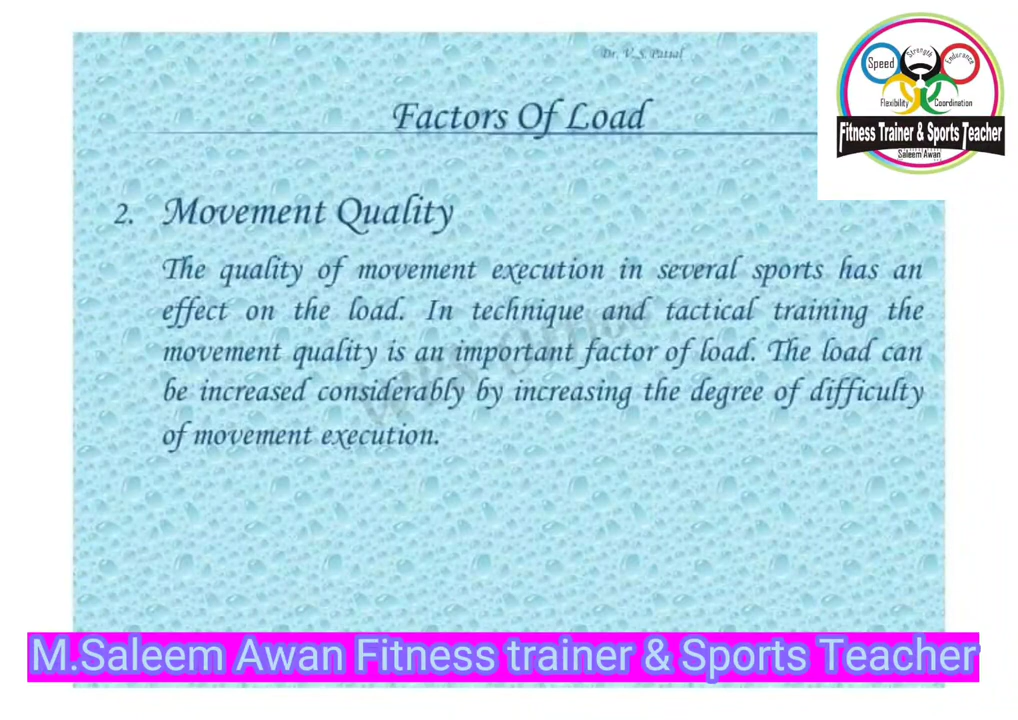 Dr. V. S. Patial
Speed
Strength
Endurance
Flexibility
Coordination
Fitness Trainer & Sports Teacher
Saleem Awan
Factors Of Load
2. Movement Quality
The quality of movement execution in several sports has an
effect on the load. In technique and tactical training the
movement quality is an important factor of load. The load can
be increased considerably by increasing the degree of difficulty
of movement execution.
M.Saleem Awan Fitness trainer & Sports Teacher